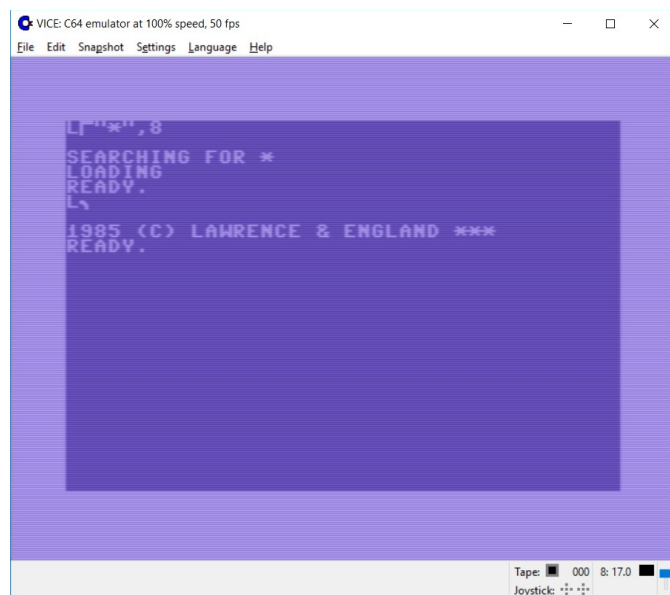 VICE: C64 emulator at 100% speed, 50 fps
File Edit Snapshot Settings Language Help
L┌"*",8
SEARCHING FOR *
LOADING
READY.
L╮
1985 (C) LAWRENCE & ENGLAND ***
READY.
Tape: 000 8: 17.0
Joystick: